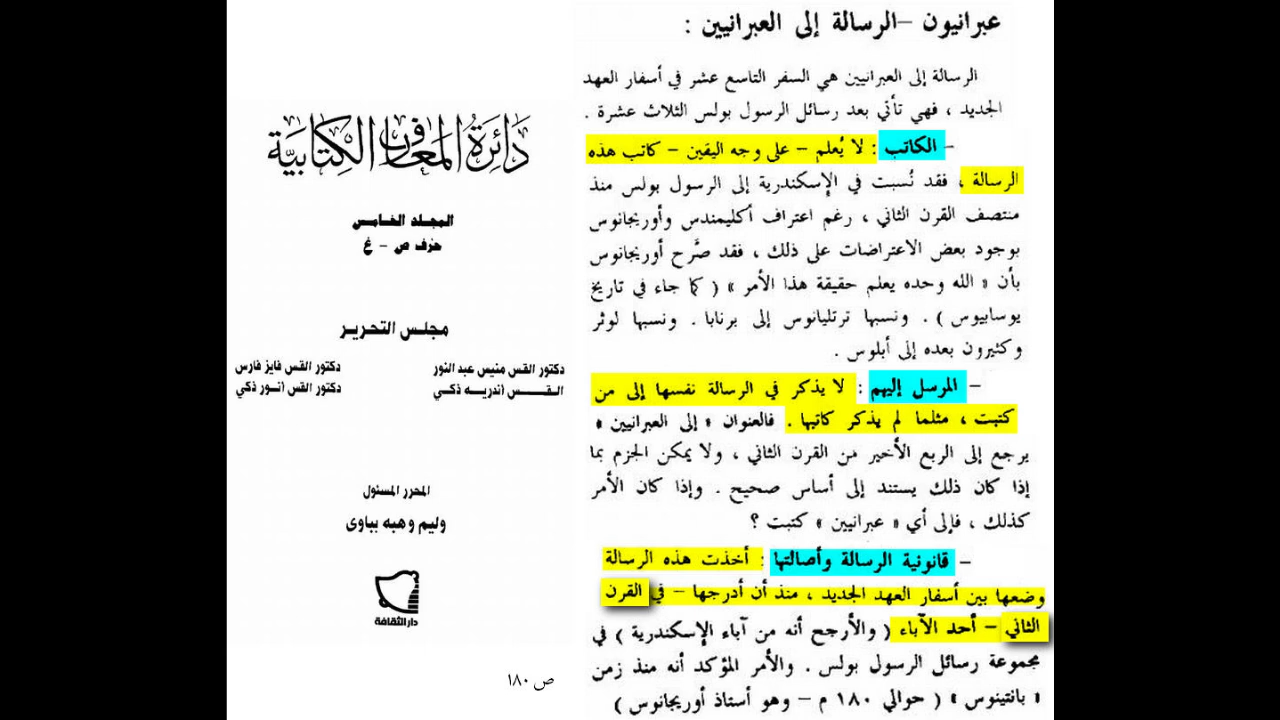 عبرانيون – الرسالة إلى العبرانيين :
الرسالة إلى العبرانيين هي السفر التاسع عشر في أسفار العهد
الجديد ، فهي تأتي بعد رسائل الرسول بولس الثلاث عشرة .
– الكاتب : لا يُعلم – على وجه اليقين – كاتب هذه
الرسالة ، فقد نُسبت في الإسكندرية إلى الرسول بولس منذ
منتصف القرن الثاني ، رغم اعتراف أكليمندس وأوريجانوس
بوجود بعض الاعتراضات على ذلك ، فقد صرَّح أوريجانوس
بأن « الله وحده يعلم حقيقة هذا الأمر » ( كما جاء في تاريخ
يوسابيوس ) . ونسبها ترتليانوس إلى برنابا . ونسبها لوثر
وكثيرون بعده إلى أبلوس .
– المرسل إليهم : لا يذكر في الرسالة نفسها إلى من
كتبت ، مثلما لم يذكر كاتبها . فالعنوان « إلى العبرانيين »
يرجع إلى الربع الأخير من القرن الثاني ، ولا يمكن الجزم بما
إذا كان ذلك يستند إلى أساس صحيح . وإذا كان الأمر
كذلك ، فإلى أي « عبرانيين » كتبت ؟
– قانونية الرسالة وأصالتها : أخذت هذه الرسالة
وضعها بين أسفار العهد الجديد ، منذ أن أدرجها – في القرن
الثاني – أحد الآباء ( والأرجح أنه من آباء الإسكندرية ) في
مجموعة رسائل الرسول بولس . والأمر المؤكد أنه منذ زمن
« بانتينوس » ( حوالي ١٨٠ م – وهو أستاذ أوريجانوس )
دَائِرَةُ المَعَارِفِ الكِتَابِيَّة
المجلد الخامس
حرف ص - غ
مجلس التحرير
دكتور القس منيس عبد النور
دكتور القس فايز فارس
القس أندريه ذكي
دكتور القس أنور ذكي
المحرر المسئول
وليم وهبه بباوى
دار الثقافة
ص ١٨٠